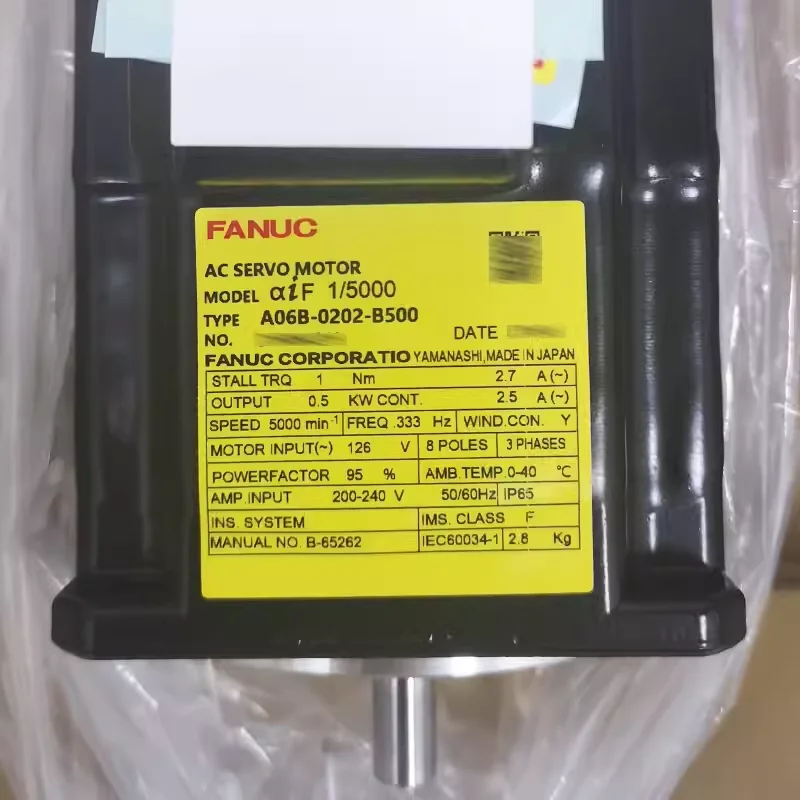 FANUC
AC SERVO MOTOR
MODEL αiF 1/5000
TYPE A06B-0202-B500
NO.
DATE
FANUC CORPORATIO YAMANASHI,MADE IN JAPAN
STALL TRQ 1 Nm 2.7 A(~)
OUTPUT 0.5 KW CONT. 2.5 A(~)
SPEED 5000 min⁻¹ FREQ .333 Hz WIND.CON. Y
MOTOR INPUT(~) 126 V 8 POLES 3 PHASES
POWERFACTOR 95 % AMB.TEMP.0-40 °C
AMP.INPUT 200-240 V 50/60Hz IP65
INS. SYSTEM IMS. CLASS F
MANUAL NO. B-65262 IEC60034-1 2.8 Kg